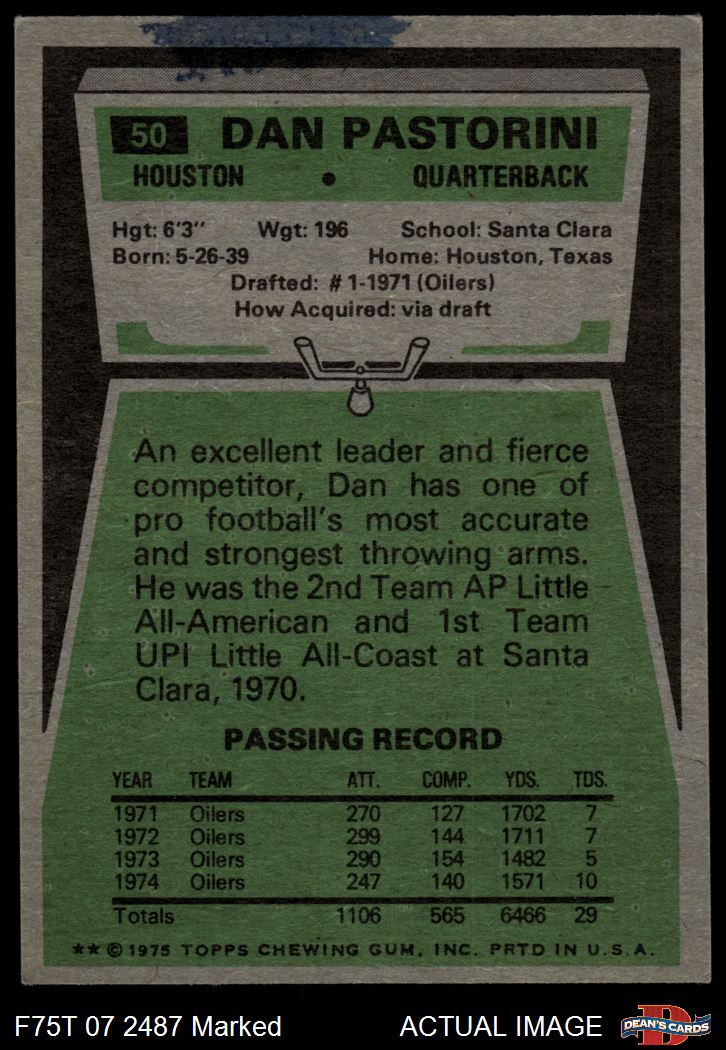 50 DAN PASTORINI
HOUSTON • QUARTERBACK
Hgt: 6'3" Wgt: 196 School: Santa Clara
Born: 5-26-39 Home: Houston, Texas
Drafted: #1-1971 (Oilers)
How Acquired: via draft
An excellent leader and fierce
competitor, Dan has one of
pro football's most accurate
and strongest throwing arms.
He was the 2nd Team AP Little
All-American and 1st Team
UPI Little All-Coast at Santa
Clara, 1970.
PASSING RECORD
YEAR TEAM ATT. COMP. YDS. TDS.
1971 Oilers 270 127 1702 7
1972 Oilers 299 144 1711 7
1973 Oilers 290 154 1482 5
1974 Oilers 247 140 1571 10
Totals 1106 565 6466 29
** © 1975 TOPPS CHEWING GUM, INC. PRTD IN U.S.A.
F75T 07 2487 Marked ACTUAL IMAGE D DEAN'S CARDS